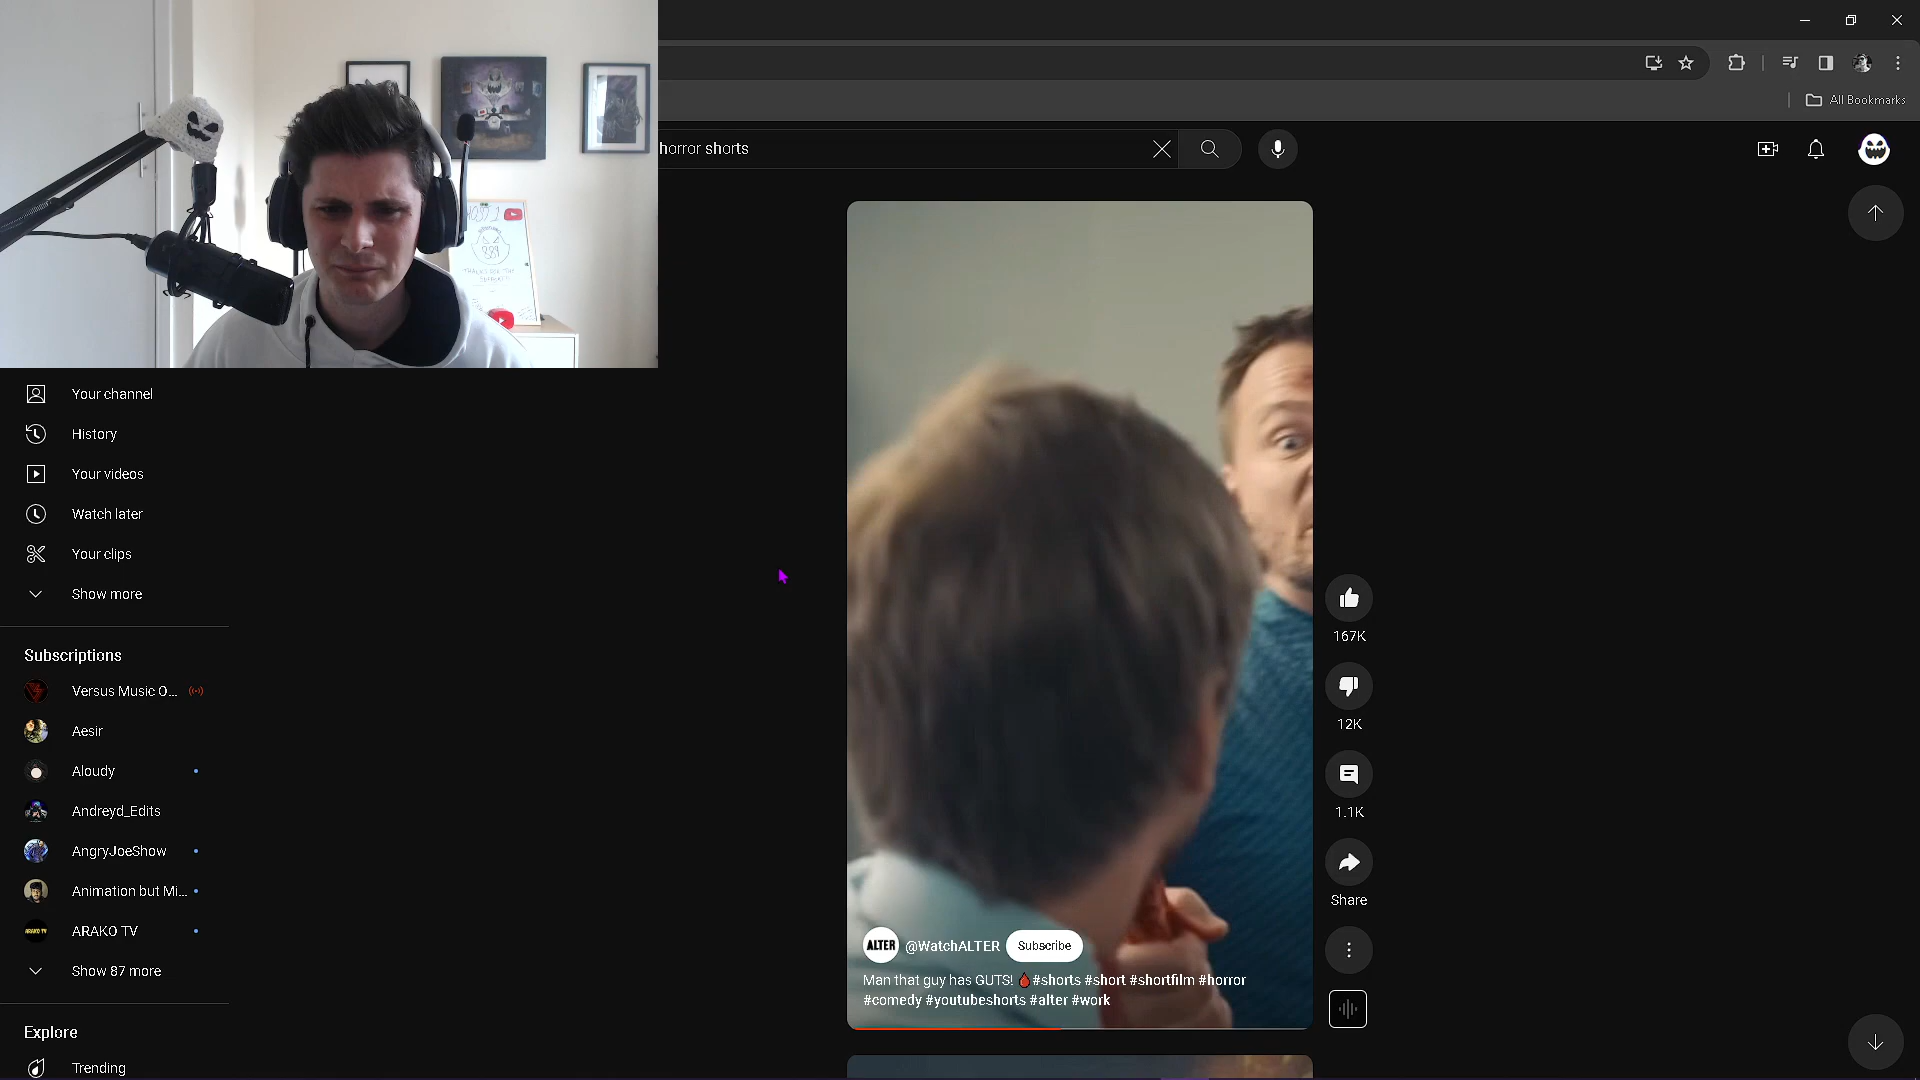 All Bookmarks
horror shorts
Your channel
History
Your videos
Watch later
Your clips
Show more
Subscriptions
Versus Music O...
Aesir
Aloudy
Andreyd_Edits
AngryJoeShow
Animation but Mi...
ARAKO TV
Show 87 more
Explore
Trending
167K
12K
1.1K
Share
ALTER @WatchALTER Subscribe
Man that guy has GUTS! 🩸#shorts #short #shortfilm #horror
#comedy #youtubeshorts #alter #work